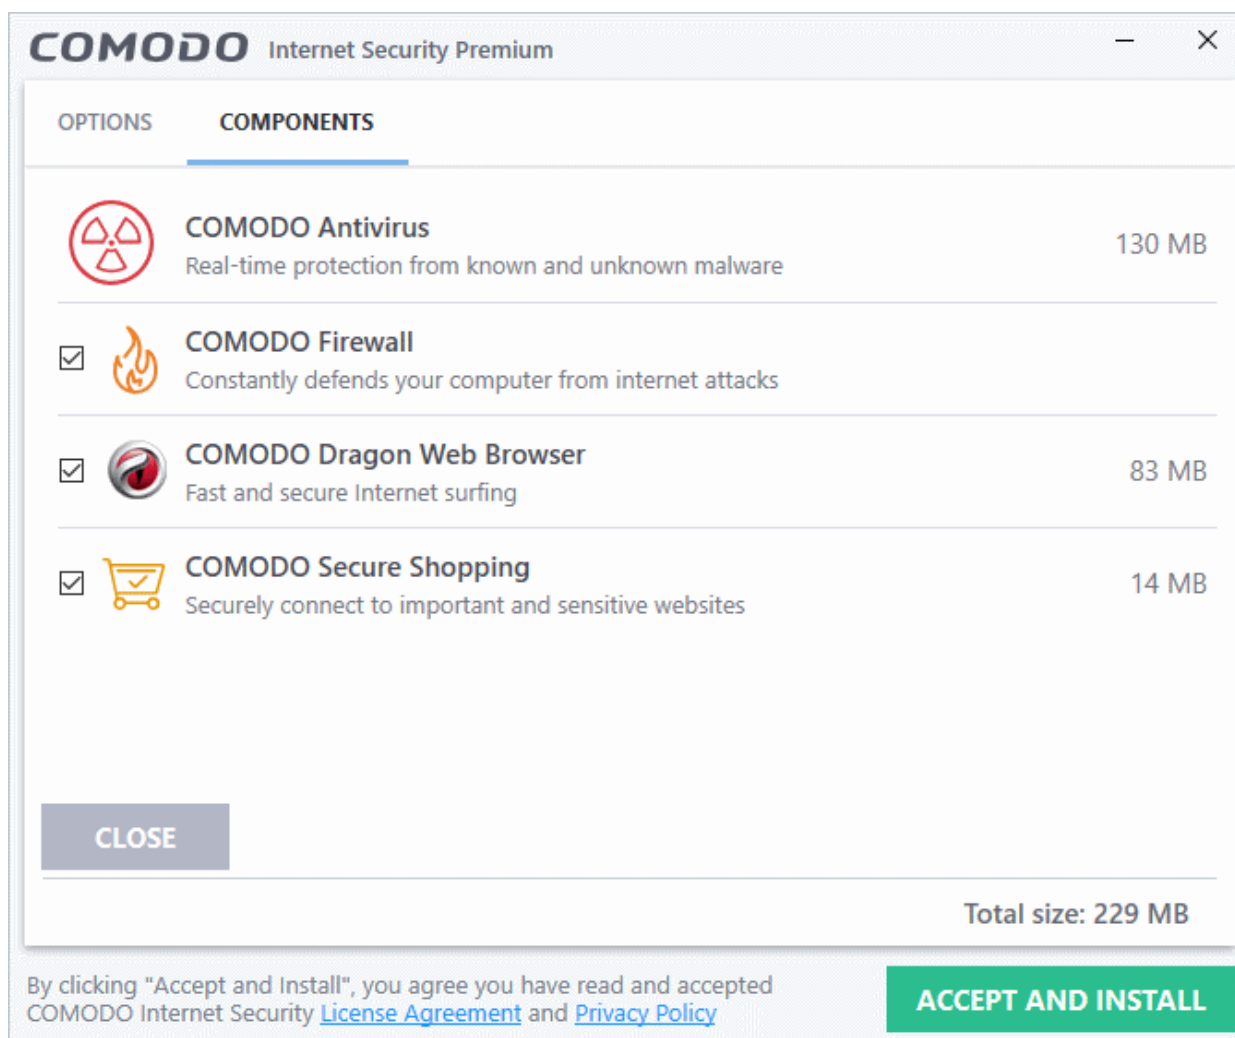 COMODO Internet Security Premium
OPTIONS COMPONENTS
COMODO Antivirus
Real-time protection from known and unknown malware
130 MB
COMODO Firewall
Constantly defends your computer from internet attacks
COMODO Dragon Web Browser
Fast and secure Internet surfing
83 MB
COMODO Secure Shopping
Securely connect to important and sensitive websites
14 MB
CLOSE
Total size: 229 MB
By clicking "Accept and Install", you agree you have read and accepted
COMODO Internet Security License Agreement and Privacy Policy
ACCEPT AND INSTALL